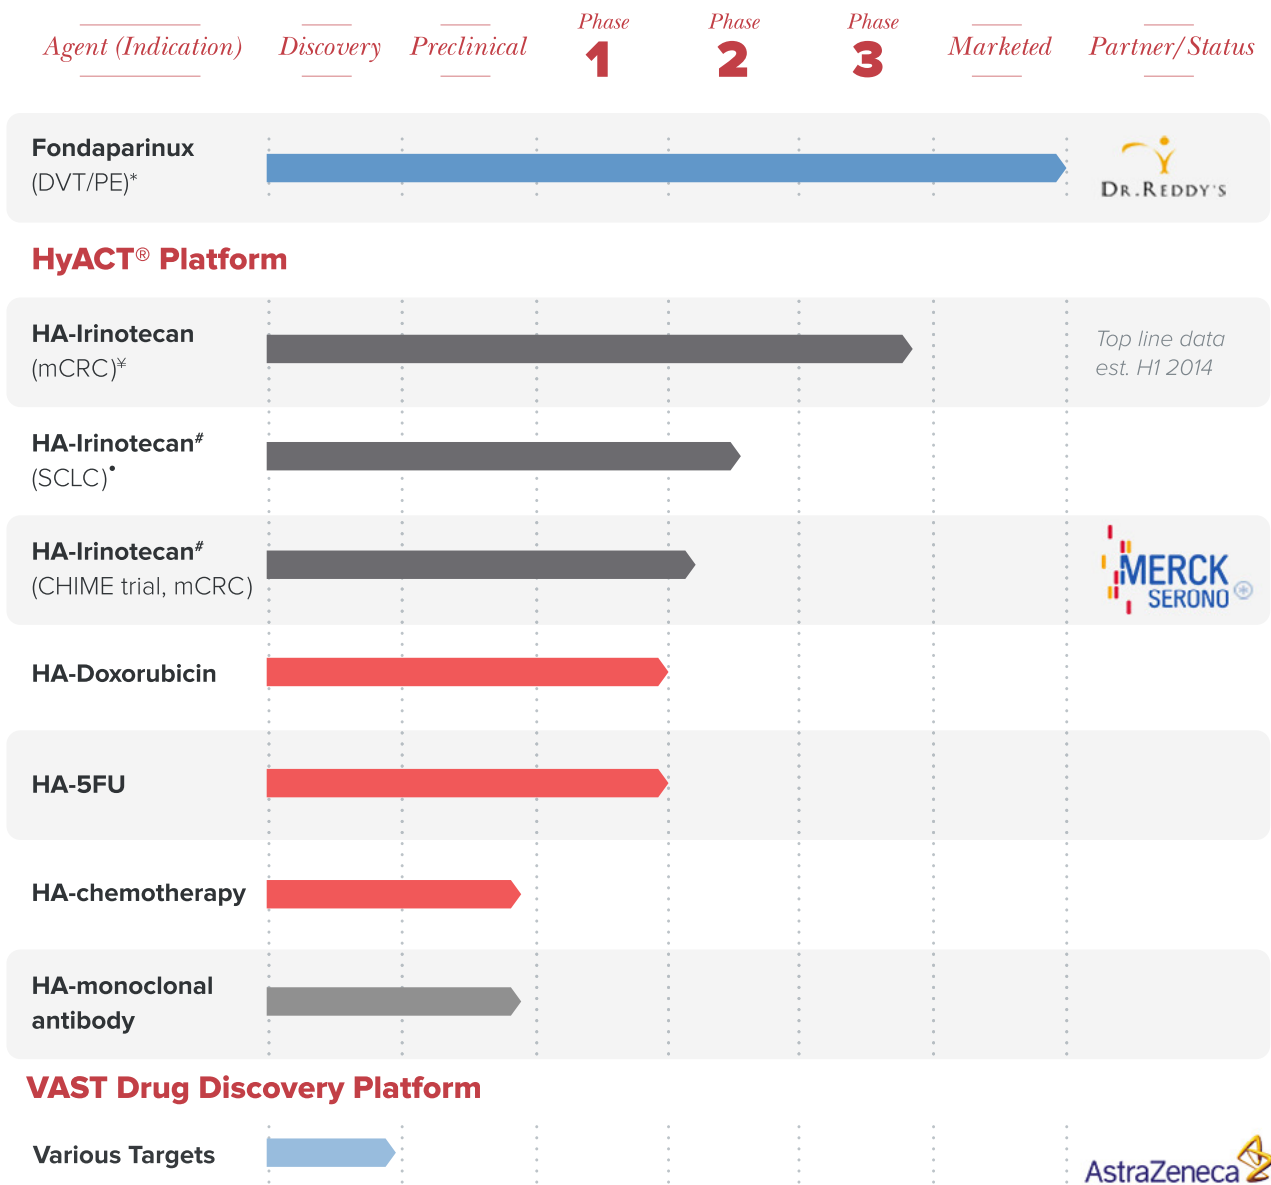 Agent (Indication) Discovery Preclinical Phase 1 Phase 2 Phase 3 Marketed Partner/Status
Fondaparinux
(DVT/PE)*
DR.REDDY'S
HyACT® Platform
HA-Irinotecan
(mCRC)¥
Top line data
est. H1 2014
HA-Irinotecan#
(SCLC)•
HA-Irinotecan#
(CHIME trial, mCRC)
MERCK
SERONO
HA-Doxorubicin
HA-5FU
HA-chemotherapy
HA-monoclonal
antibody
VAST Drug Discovery Platform
Various Targets
AstraZeneca